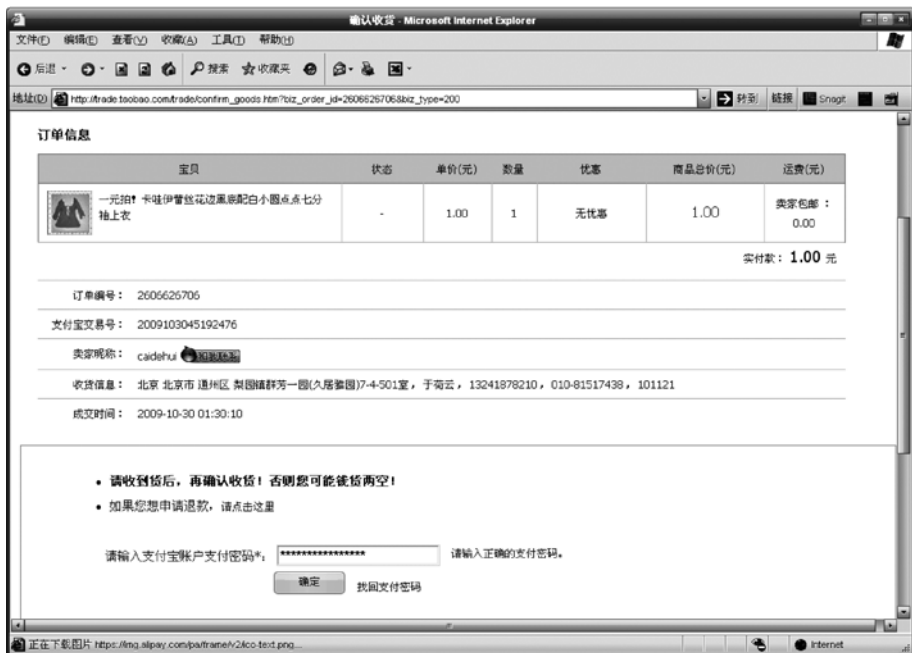 确认收货 - Microsoft Internet Explorer
文件(F) 编辑(E) 查看(V) 收藏(A) 工具(T) 帮助(H)
后退 搜索 收藏夹
地址(D) http://trade.taobao.com/trade/confirm_goods.htm?biz_order_id=2606626706&biz_type=200 转到 链接 SnagIt
订单信息
宝贝 状态 单价(元) 数量 优惠 商品总价(元) 运费(元)
一元拍! 卡哇伊蕾丝花边黑底配白小圆点点七分
袖上衣
- 1.00 1 无优惠 1.00
卖家包邮：
0.00
实付款： 1.00 元
订单编号： 2606626706
支付宝交易号： 2009103045192476
卖家昵称： caidehui 和我联系
收货信息： 北京 北京市 通州区 梨园镇群芳一园(久居雅园)7-4-501室，于菊云，13241878210，010-81517438，101121
成交时间： 2009-10-30 01:30:10
• 请收到货后，再确认收货！否则您可能钱货两空！
• 如果您想申请退款，请点击这里
请输入支付宝账户支付密码*： **************** 请输入正确的支付密码。
确定 找回支付密码
正在下载图片 https://img.alipay.com/pa/frame/v2/ico-text.png... Internet